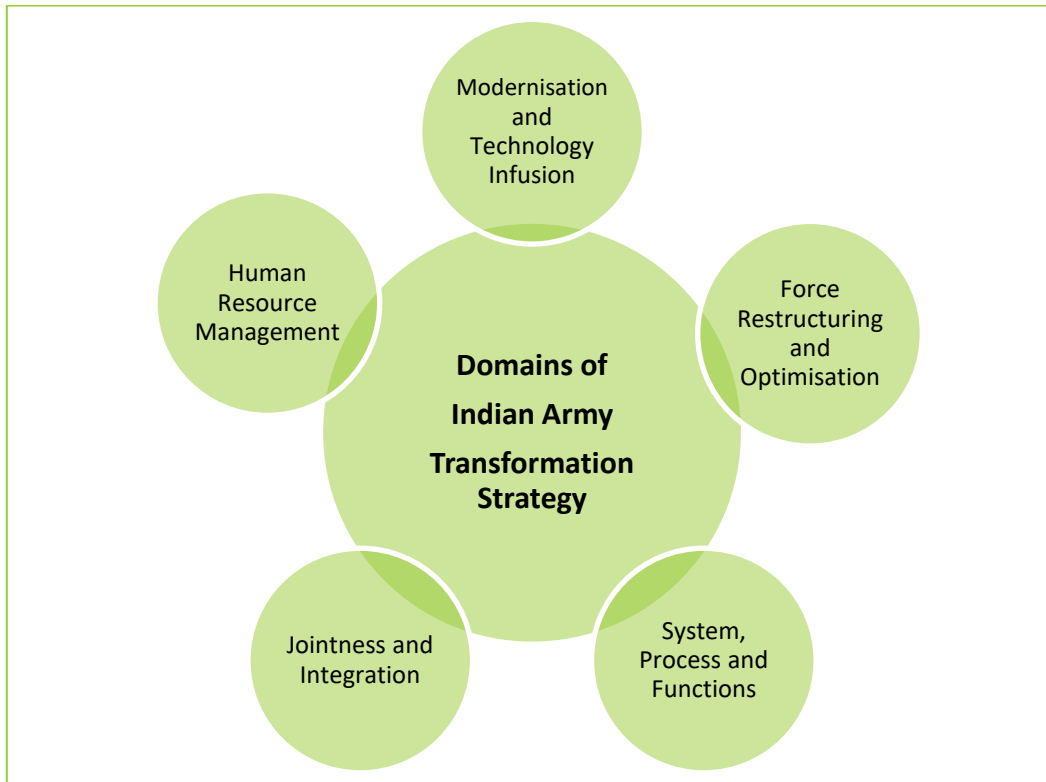 Modernisation
and
Technology
Infusion
Human
Resource
Management
Force
Restructuring
and
Optimisation
Domains of
Indian Army
Transformation
Strategy
Jointness and
Integration
System,
Process and
Functions